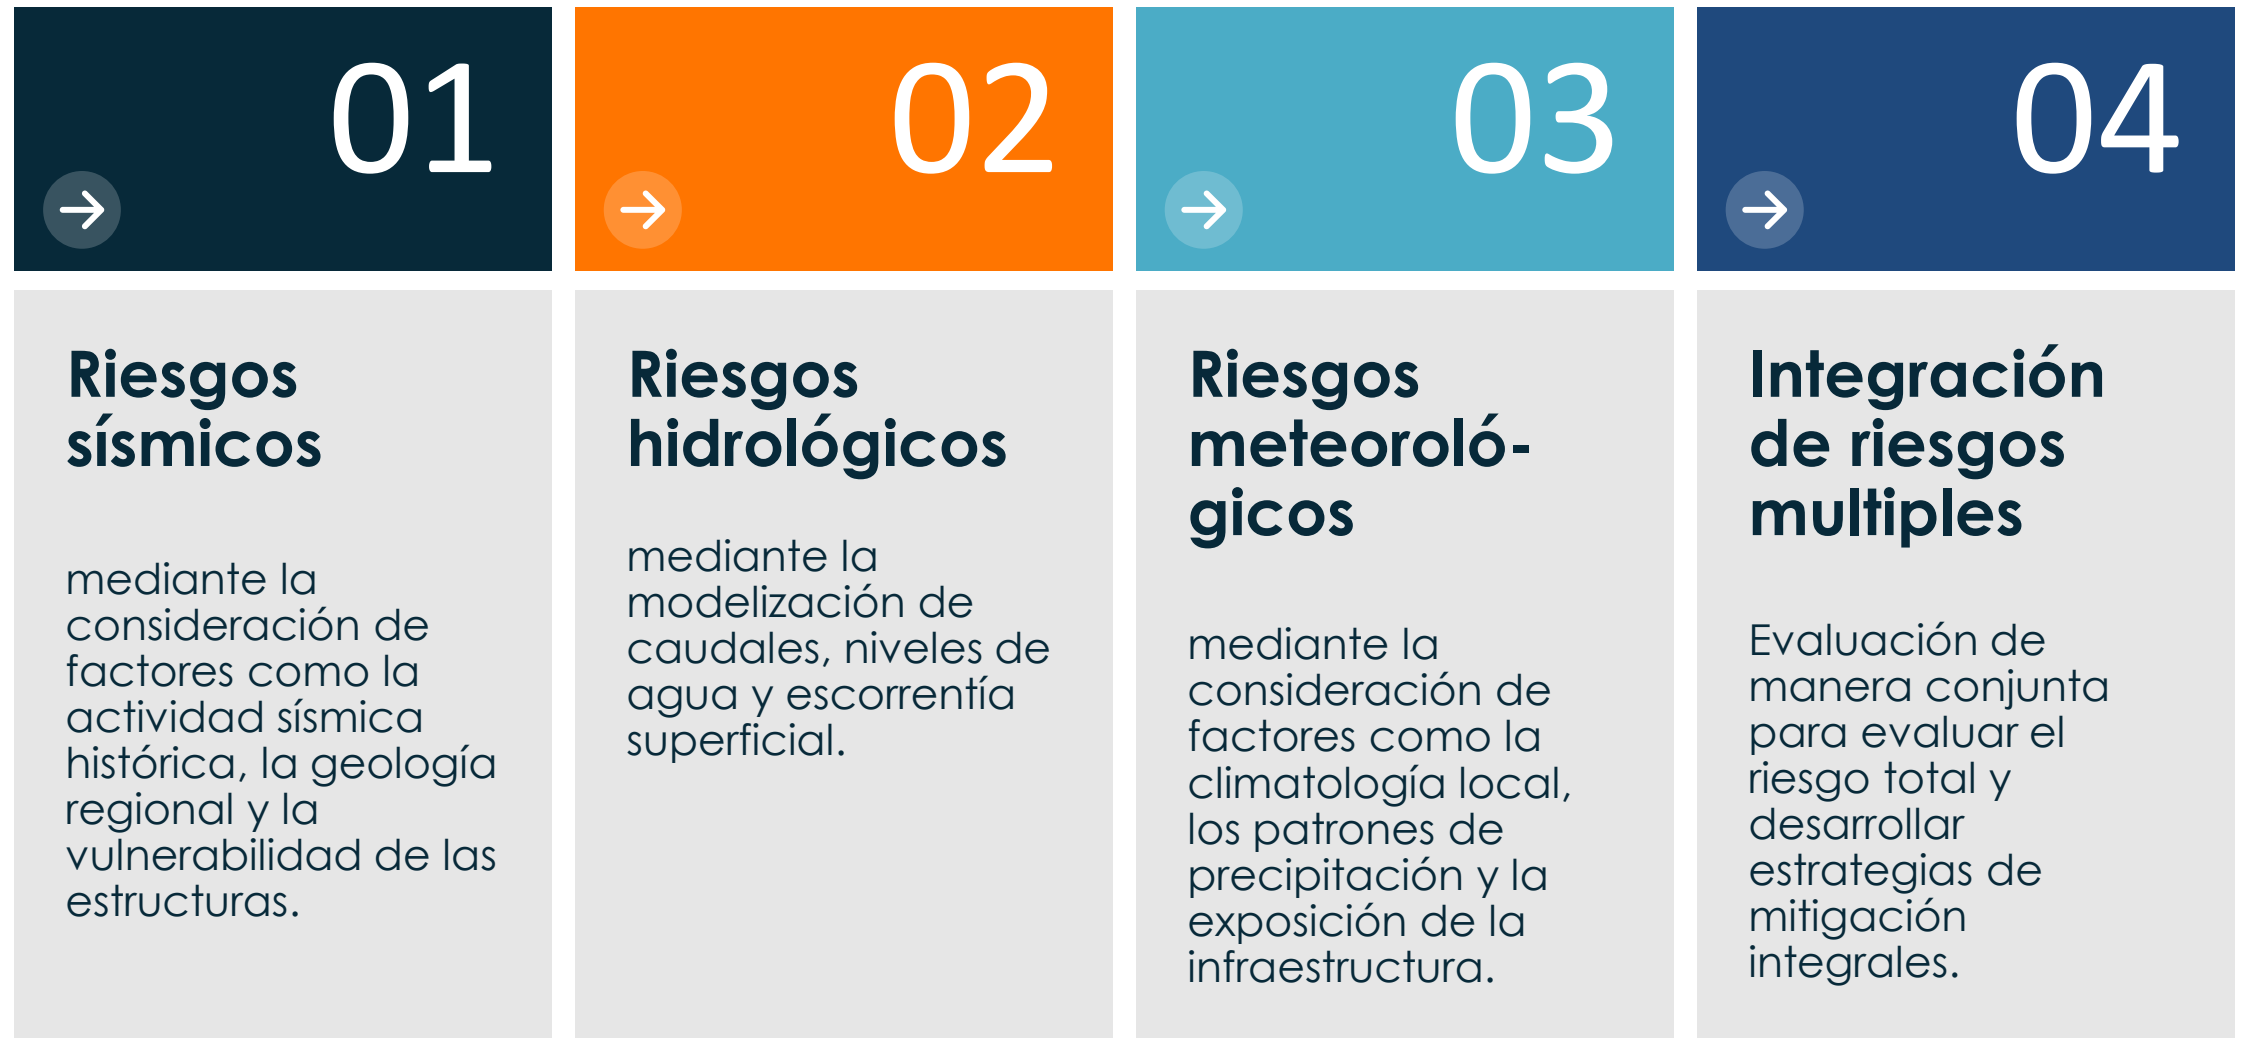 01
Riesgos
sísmicos
mediante la
consideración de
factores como la
actividad sísmica
histórica, la geología
regional y la
vulnerabilidad de las
estructuras.
02
Riesgos
hidrológicos
mediante la
modelización de
caudales, niveles de
agua y escorrentía
superficial.
03
Riesgos
meteoroló-
gicos
mediante la
consideración de
factores como la
climatología local,
los patrones de
precipitación y la
exposición de la
infraestructura.
04
Integración
de riesgos
multiples
Evaluación de
manera conjunta
para evaluar el
riesgo total y
desarrollar
estrategias de
mitigación
integrales.